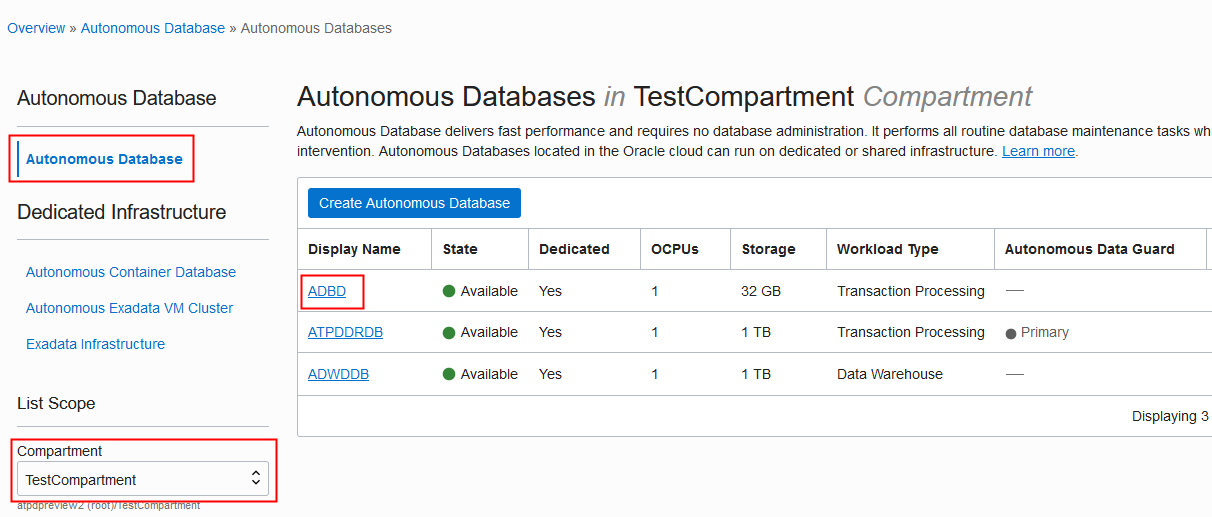 Overview » Autonomous Database » Autonomous Databases
Autonomous Database
Autonomous Database
Dedicated Infrastructure
Autonomous Container Database
Autonomous Exadata VM Cluster
Exadata Infrastructure
List Scope
Compartment
TestCompartment
atpdpreview2 (root)/TestCompartment
Autonomous Databases in TestCompartment Compartment
Autonomous Database delivers fast performance and requires no database administration. It performs all routine database maintenance tasks wh
intervention. Autonomous Databases located in the Oracle cloud can run on dedicated or shared infrastructure. Learn more.
Create Autonomous Database
Display Name State Dedicated OCPUs Storage Workload Type Autonomous Data Guard
ADBD Available Yes 1 32 GB Transaction Processing —
ATPDDRDB Available Yes 1 1 TB Transaction Processing Primary
ADWDDB Available Yes 1 1 TB Data Warehouse —
Displaying 3